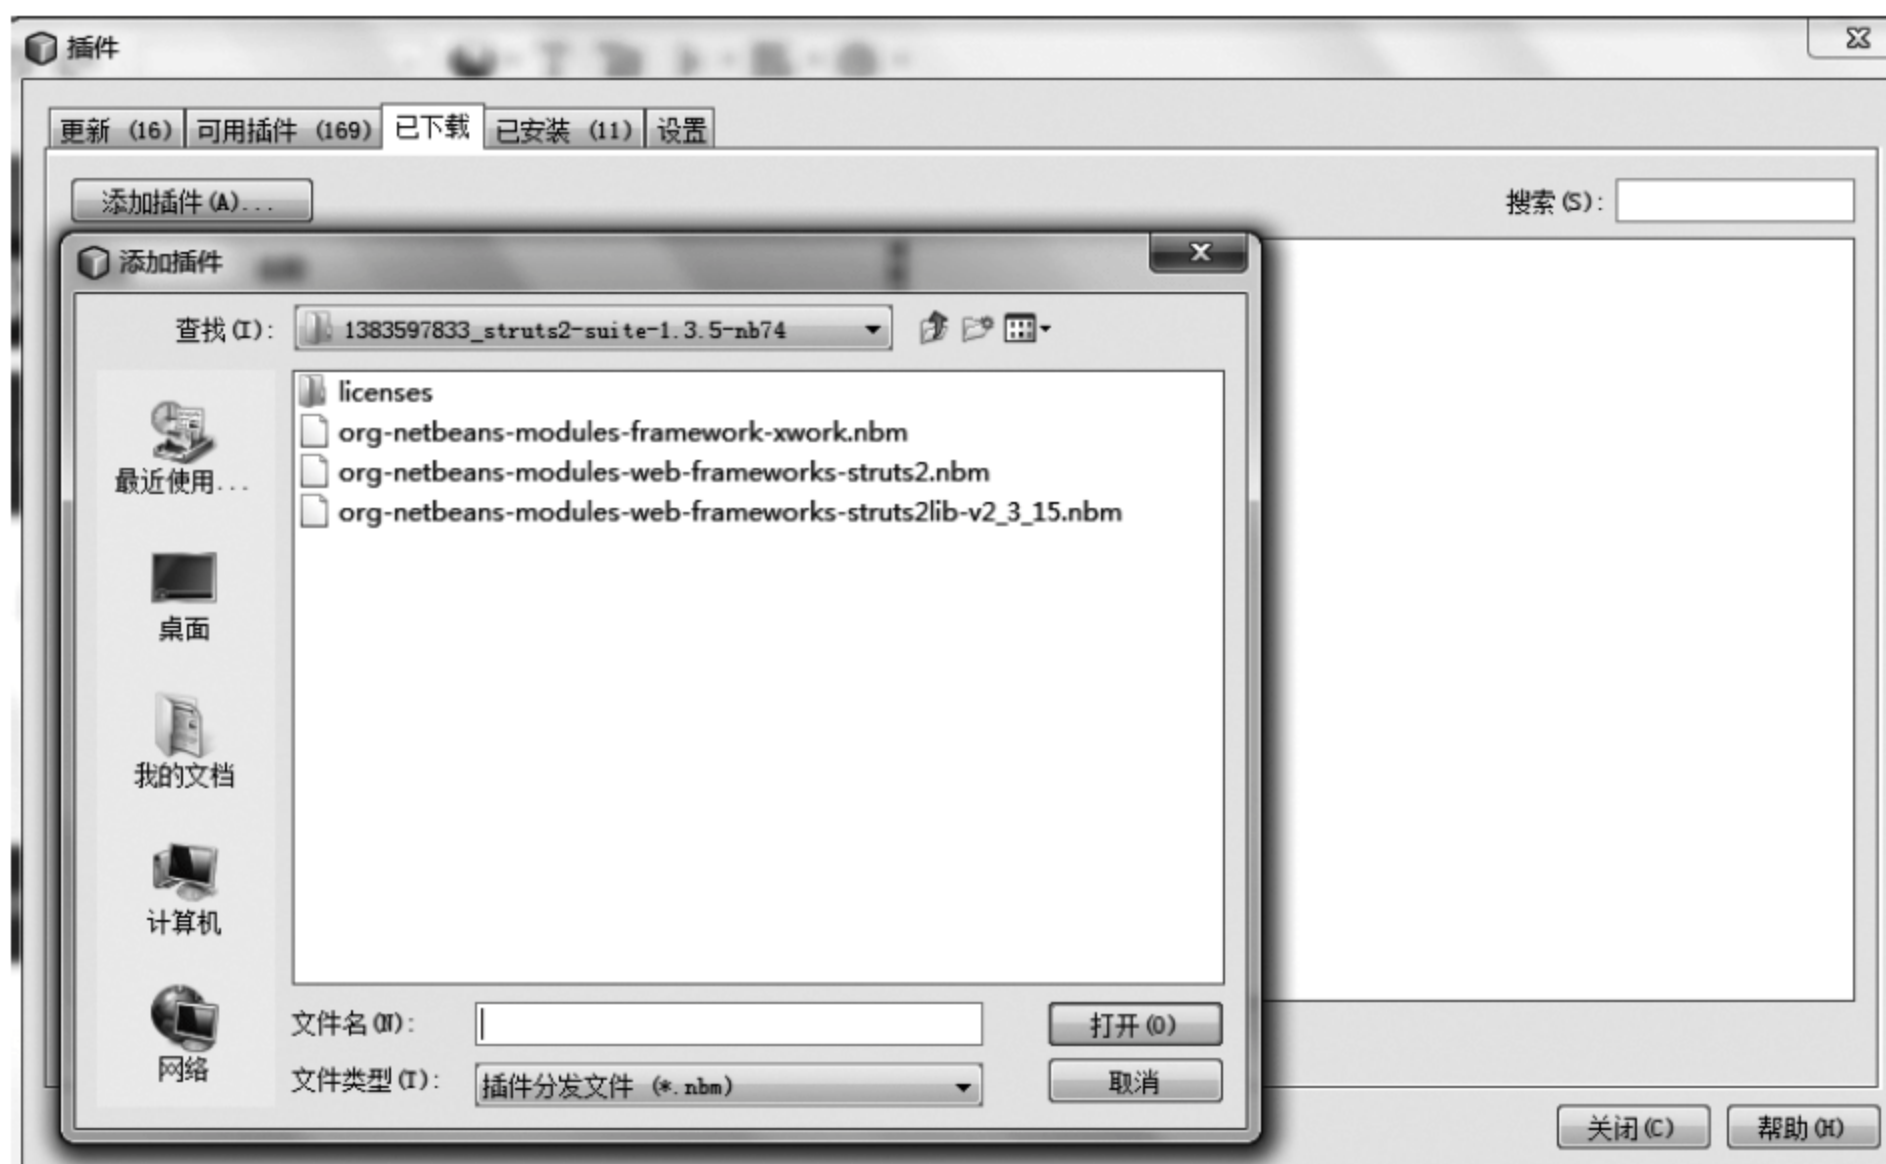 插件
更新 (16) 可用插件 (169) 已下载 已安装 (11) 设置
添加插件(A)... 搜索(S):
添加插件
查找(I): 1383597833_struts2-suite-1.3.5-nb74
licenses
org-netbeans-modules-framework-xwork.nbm
org-netbeans-modules-web-frameworks-struts2.nbm
org-netbeans-modules-web-frameworks-struts2lib-v2_3_15.nbm
最近使用...
桌面
我的文档
计算机
网络
文件名(N): 打开(O)
文件类型(T): 插件分发文件 (*.nbm) 取消
关闭(C) 帮助(H)